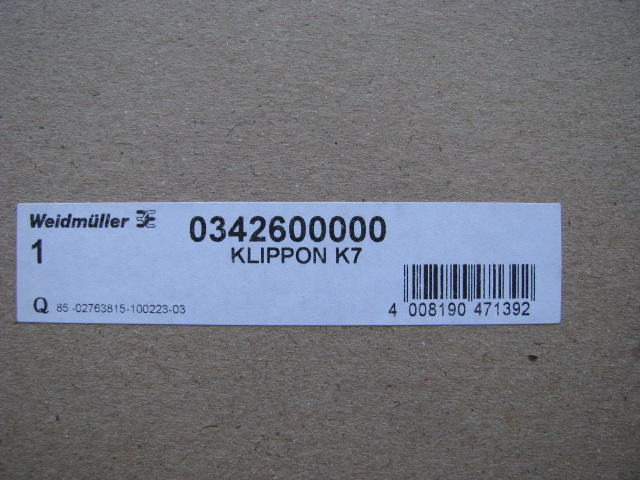 Weidmüller
0342600000
1
KLIPPON K7
Q 85 -02763815-100223-03
4 008190 471392